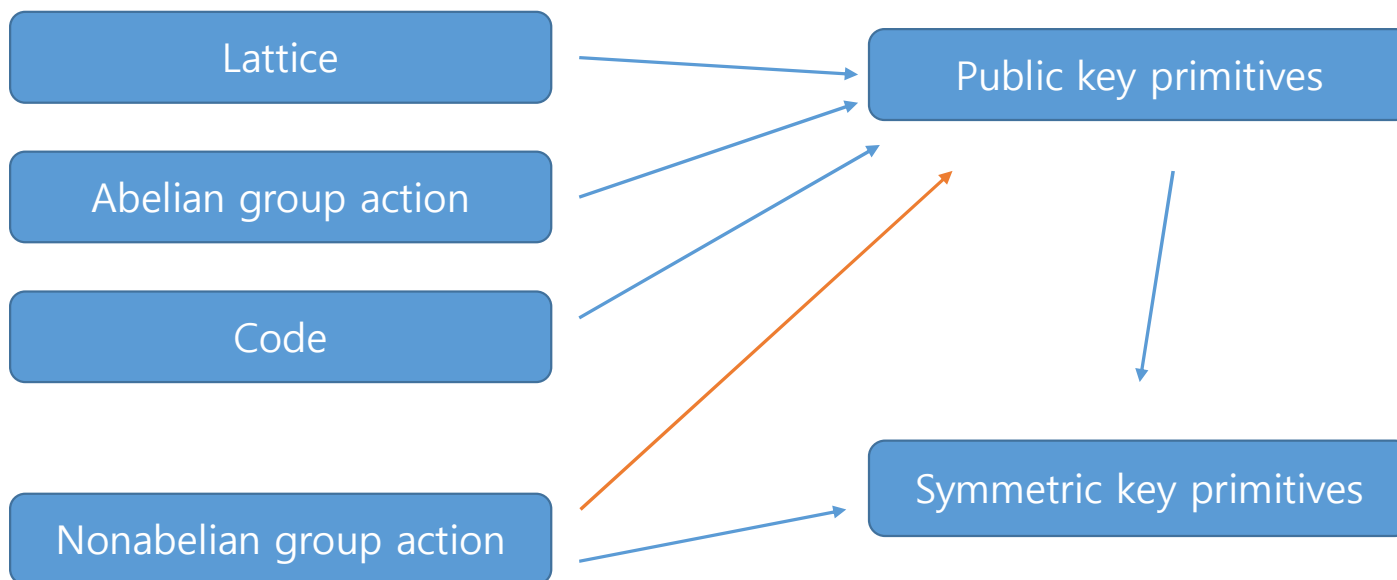 Lattice
Public key primitives
Abelian group action
Code
Symmetric key primitives
Nonabelian group action